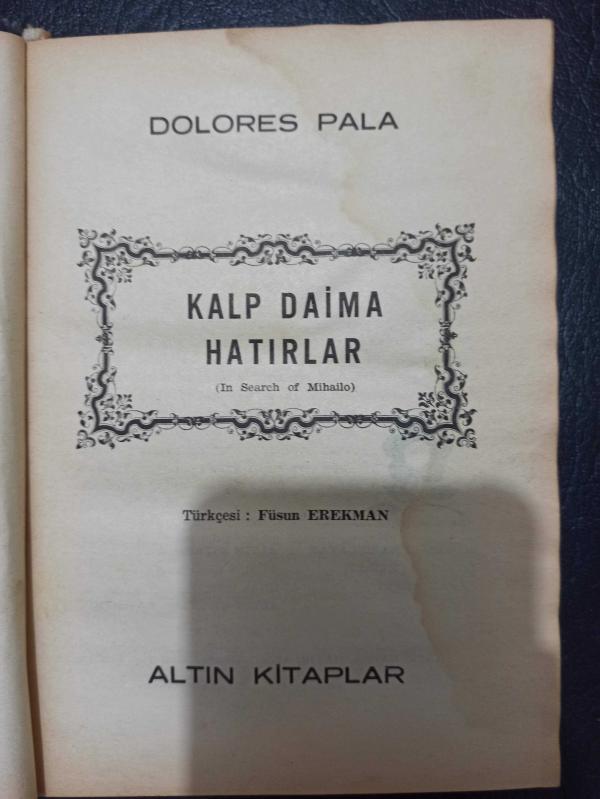 DOLORES PALA
KALP DAİMA
HATIRLAR
(In Search of Mihailo)
Türkçesi : Füsun EREKMAN
ALTIN KİTAPLAR